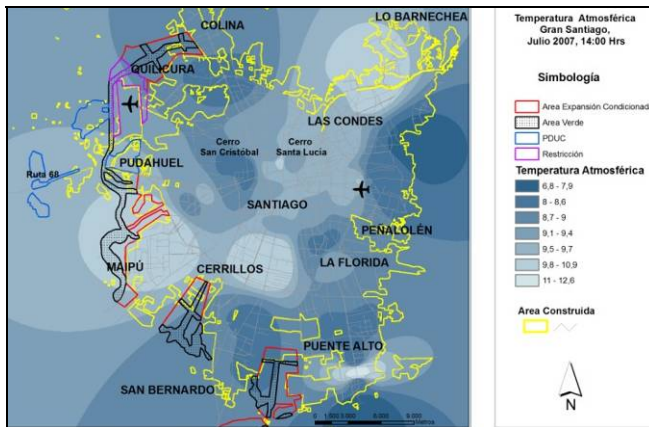 COLINA
LO BARNECHEA
QUILICURA
LAS CONDES
Cerro
San Cristóbal
Cerro
Santa Lucía
PUDAHUEL
Ruta 68
SANTIAGO
PEÑALOLÉN
MAIPÚ
CERRILLOS
LA FLORIDA
PUENTE ALTO
SAN BERNARDO
Temperatura Atmosférica
Gran Santiago,
Julio 2007, 14:00 Hrs
Simbología
Area Expansión Condicionad
Area Verde
PDUC
Restricción
Temperatura Atmosférica
6,8 - 7,9
8 - 8,6
8,7 - 9
9,1 - 9,4
9,5 - 9,7
9,8 - 10,9
11 - 12,6
Area Construida
N